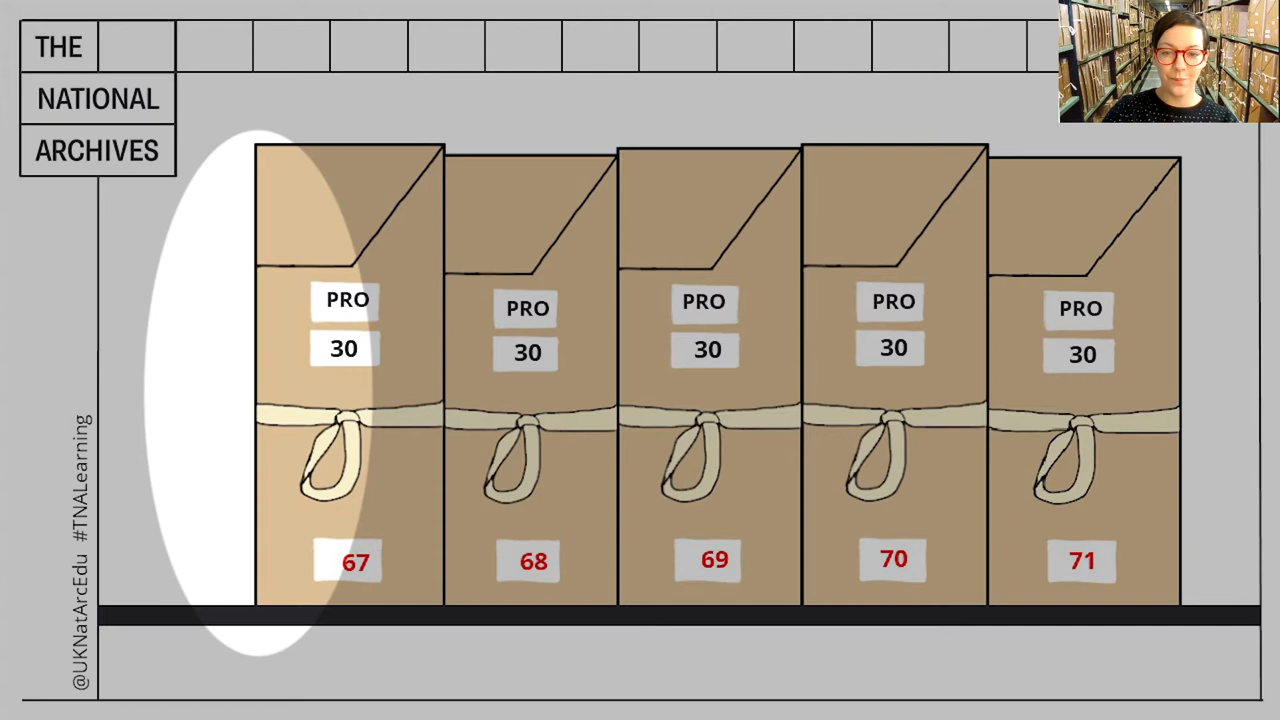 THE
NATIONAL
ARCHIVES
@UKNatArcEdu #TNALearning
PRO
30
67
PRO
30
68
PRO
30
69
PRO
30
70
PRO
30
71